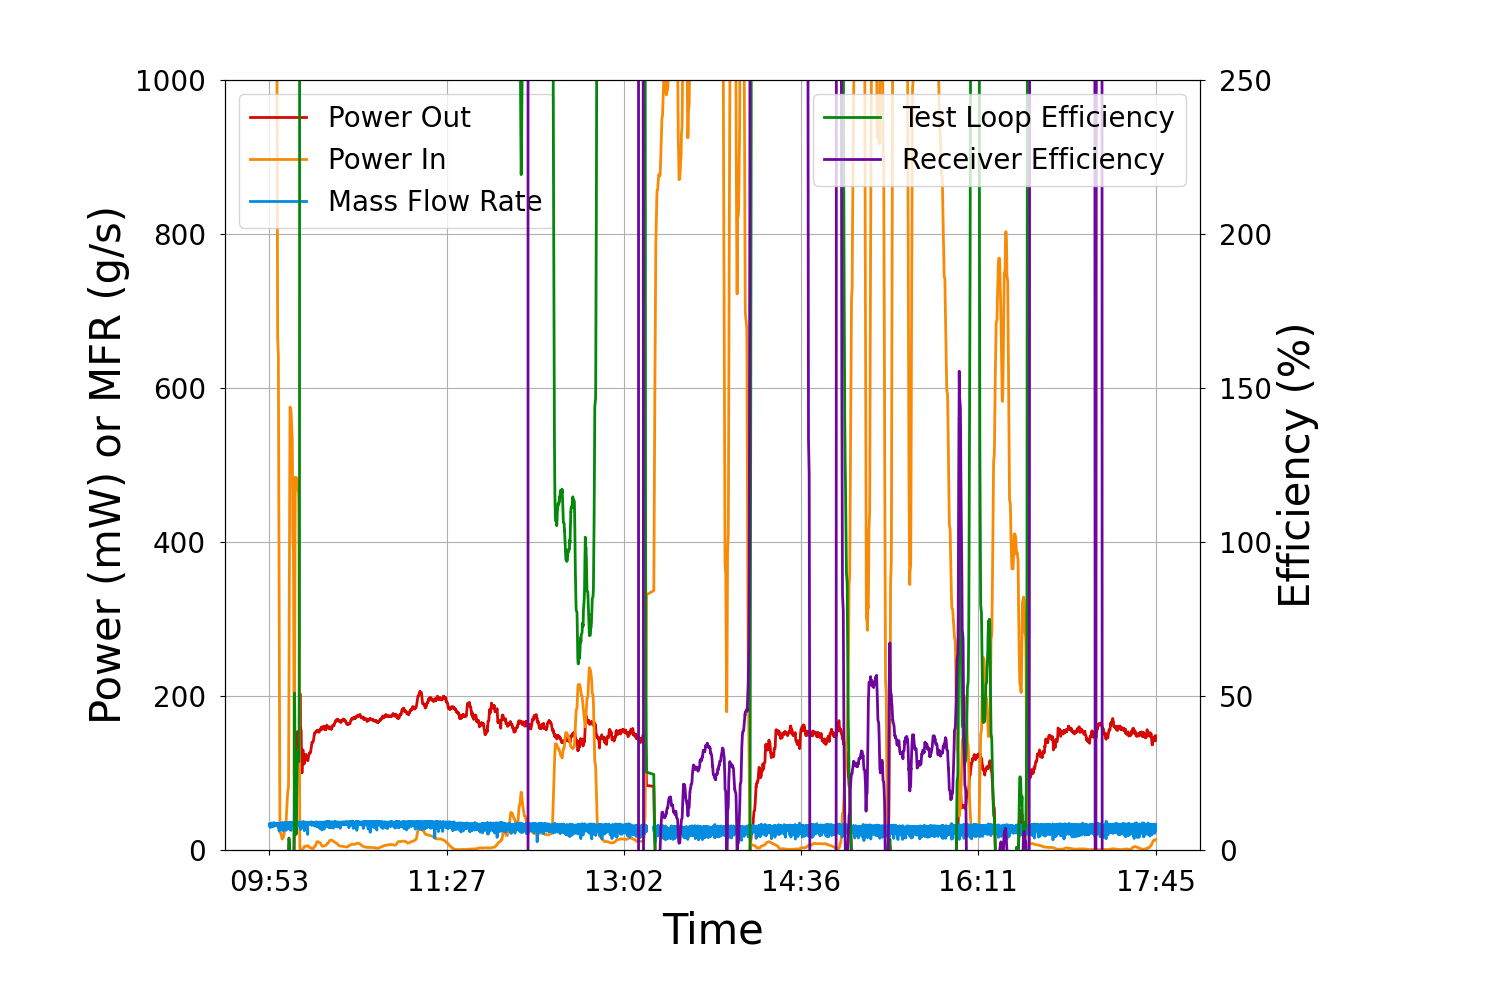 1000
800
600
400
200
0
Power (mW) or MFR (g/s)
Power Out
Power In
Mass Flow Rate
Test Loop Efficiency
Receiver Efficiency
250
200
150
100
50
0
Efficiency (%)
09:53 11:27 13:02 14:36 16:11 17:45
Time